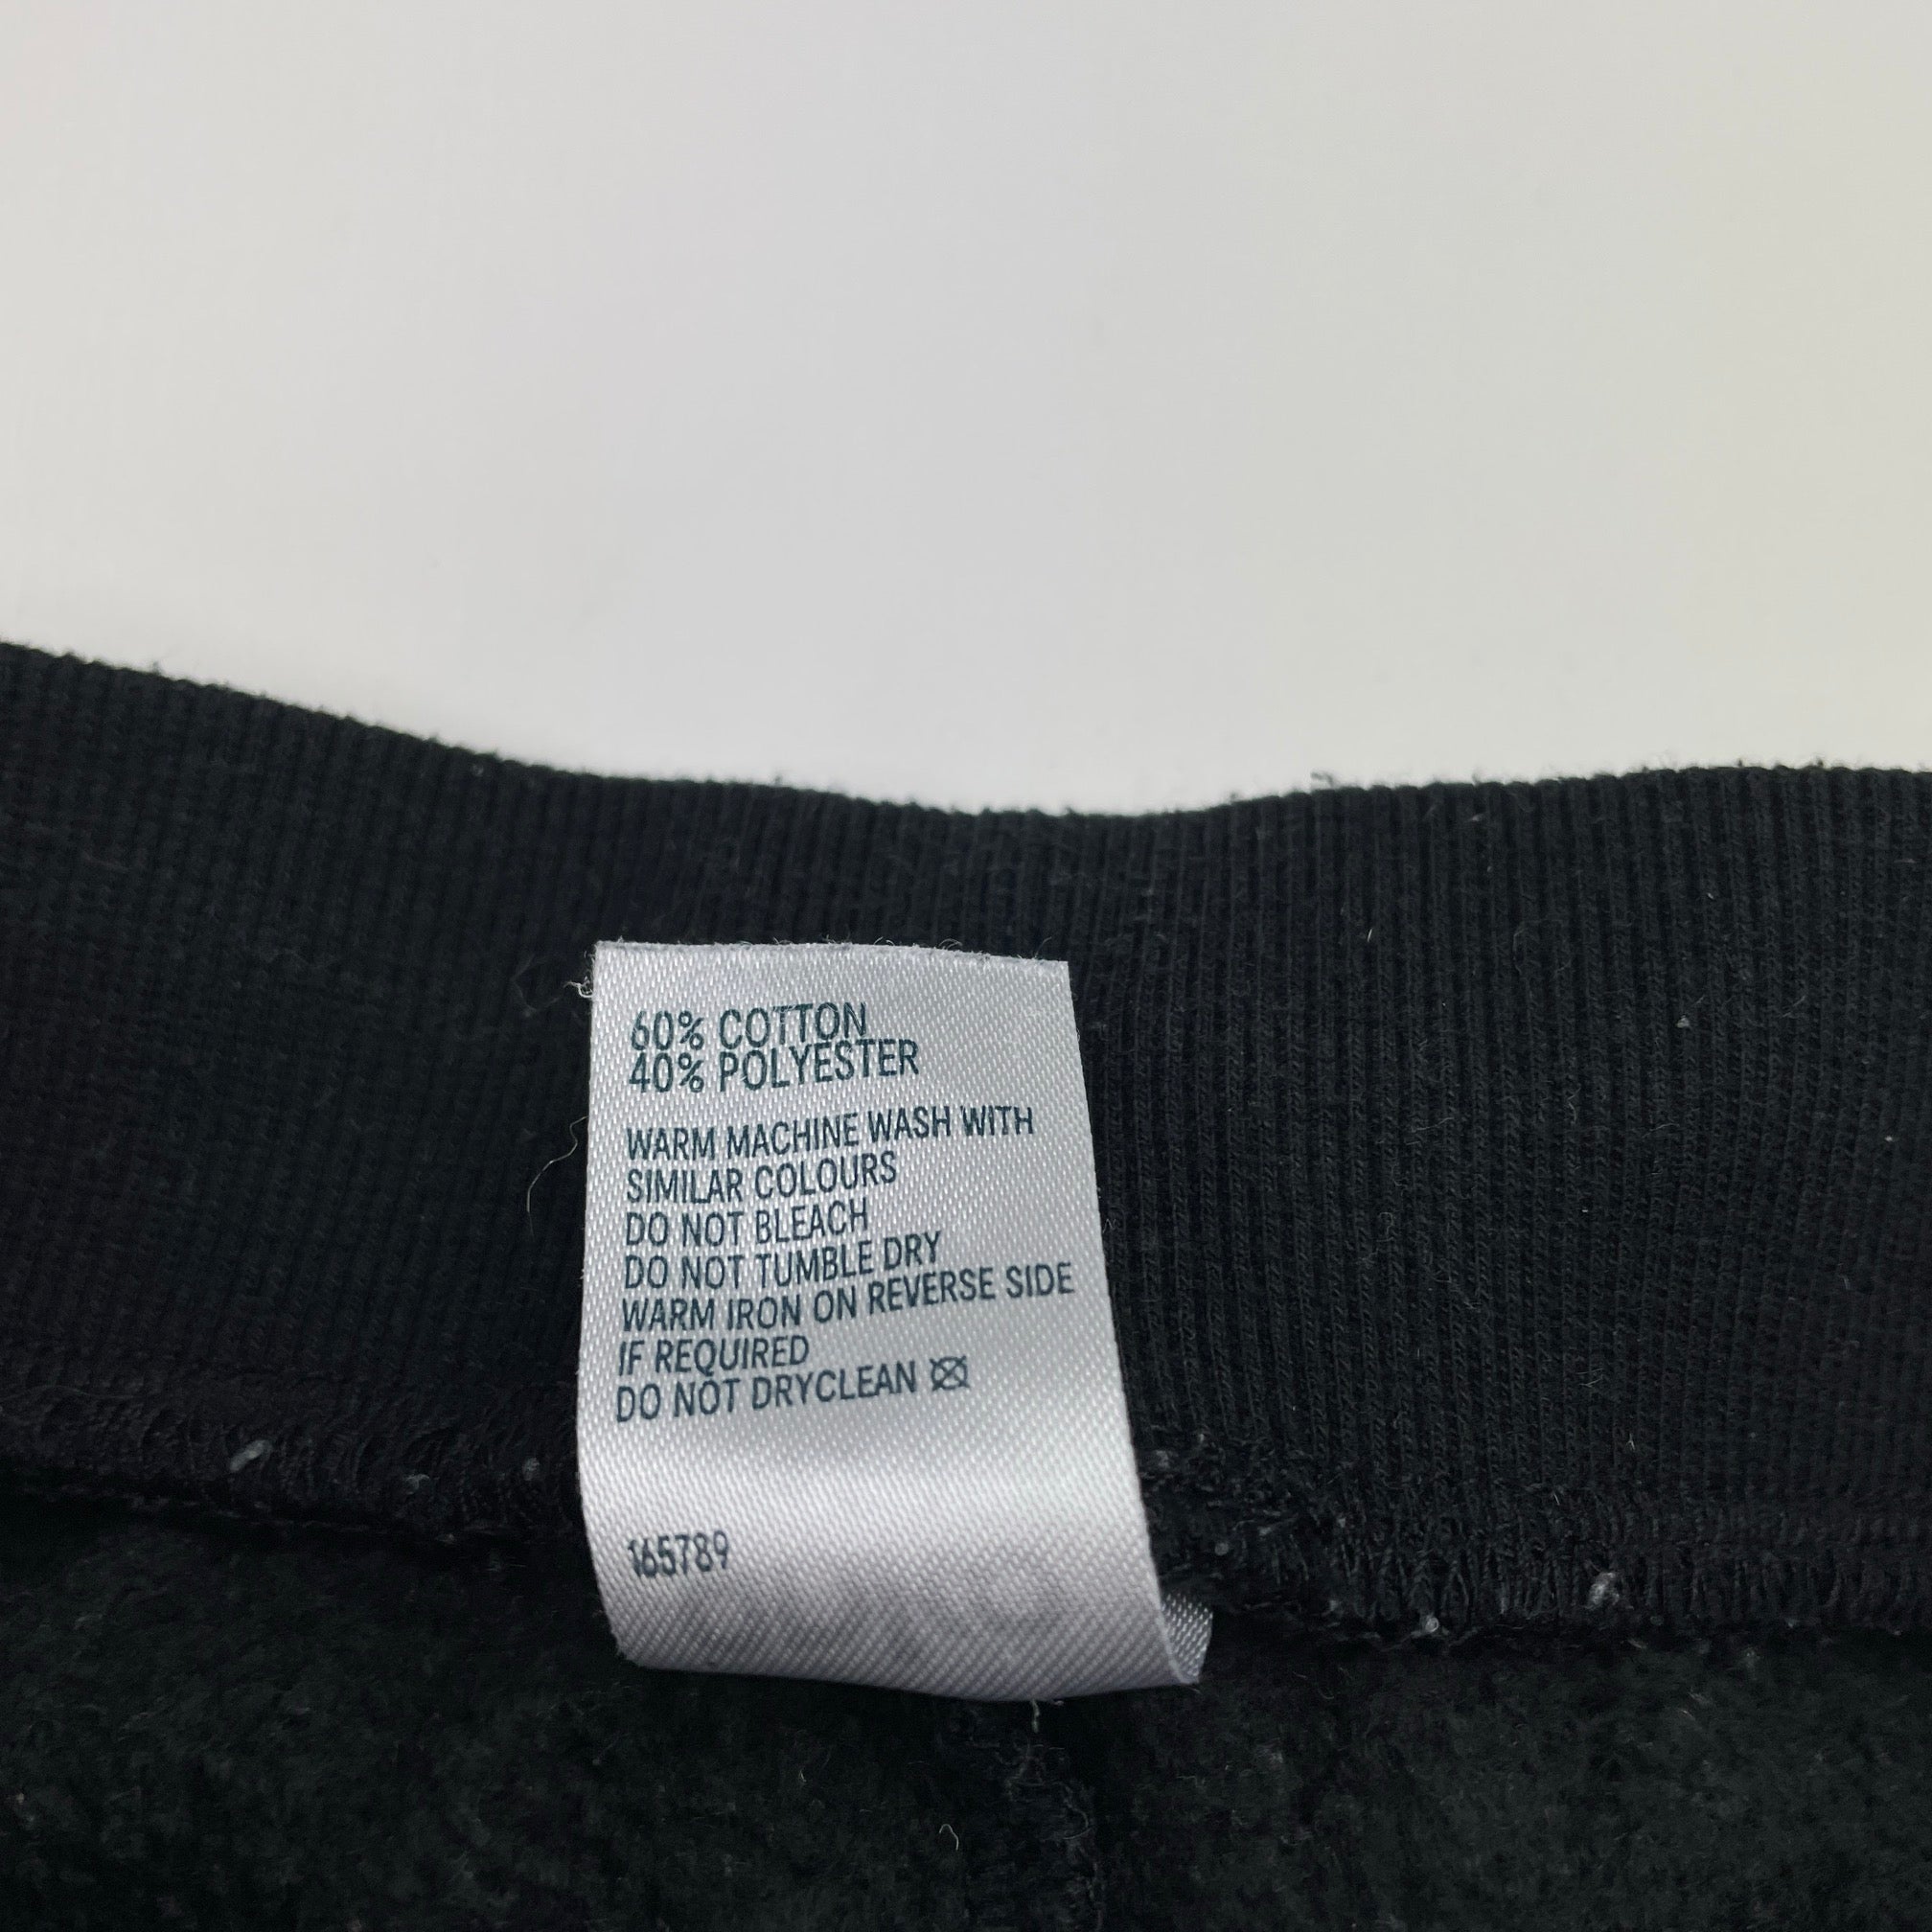 60% COTTON
40% POLYESTER
WARM MACHINE WASH WITH
SIMILAR COLOURS
DO NOT BLEACH
DO NOT TUMBLE DRY
WARM IRON ON REVERSE SIDE
IF REQUIRED
DO NOT DRYCLEAN
165789